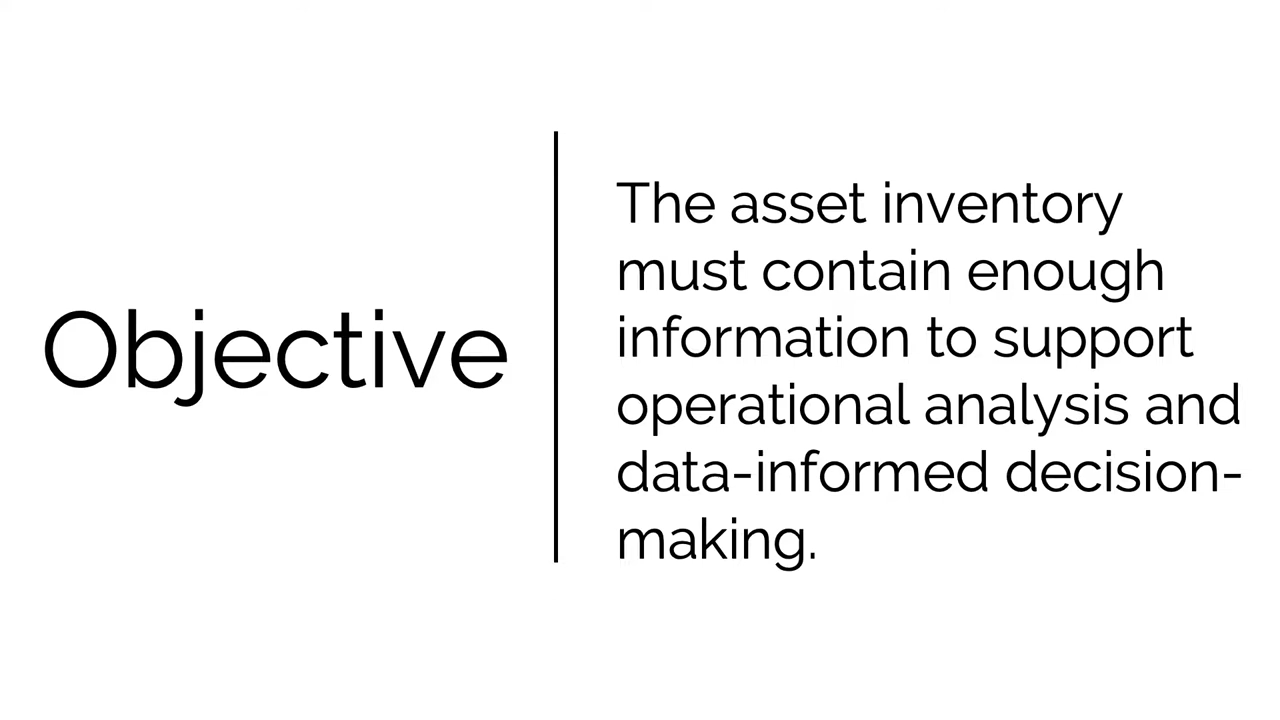 Objective
The asset inventory
must contain enough
information to support
operational analysis and
data-informed decision-
making.